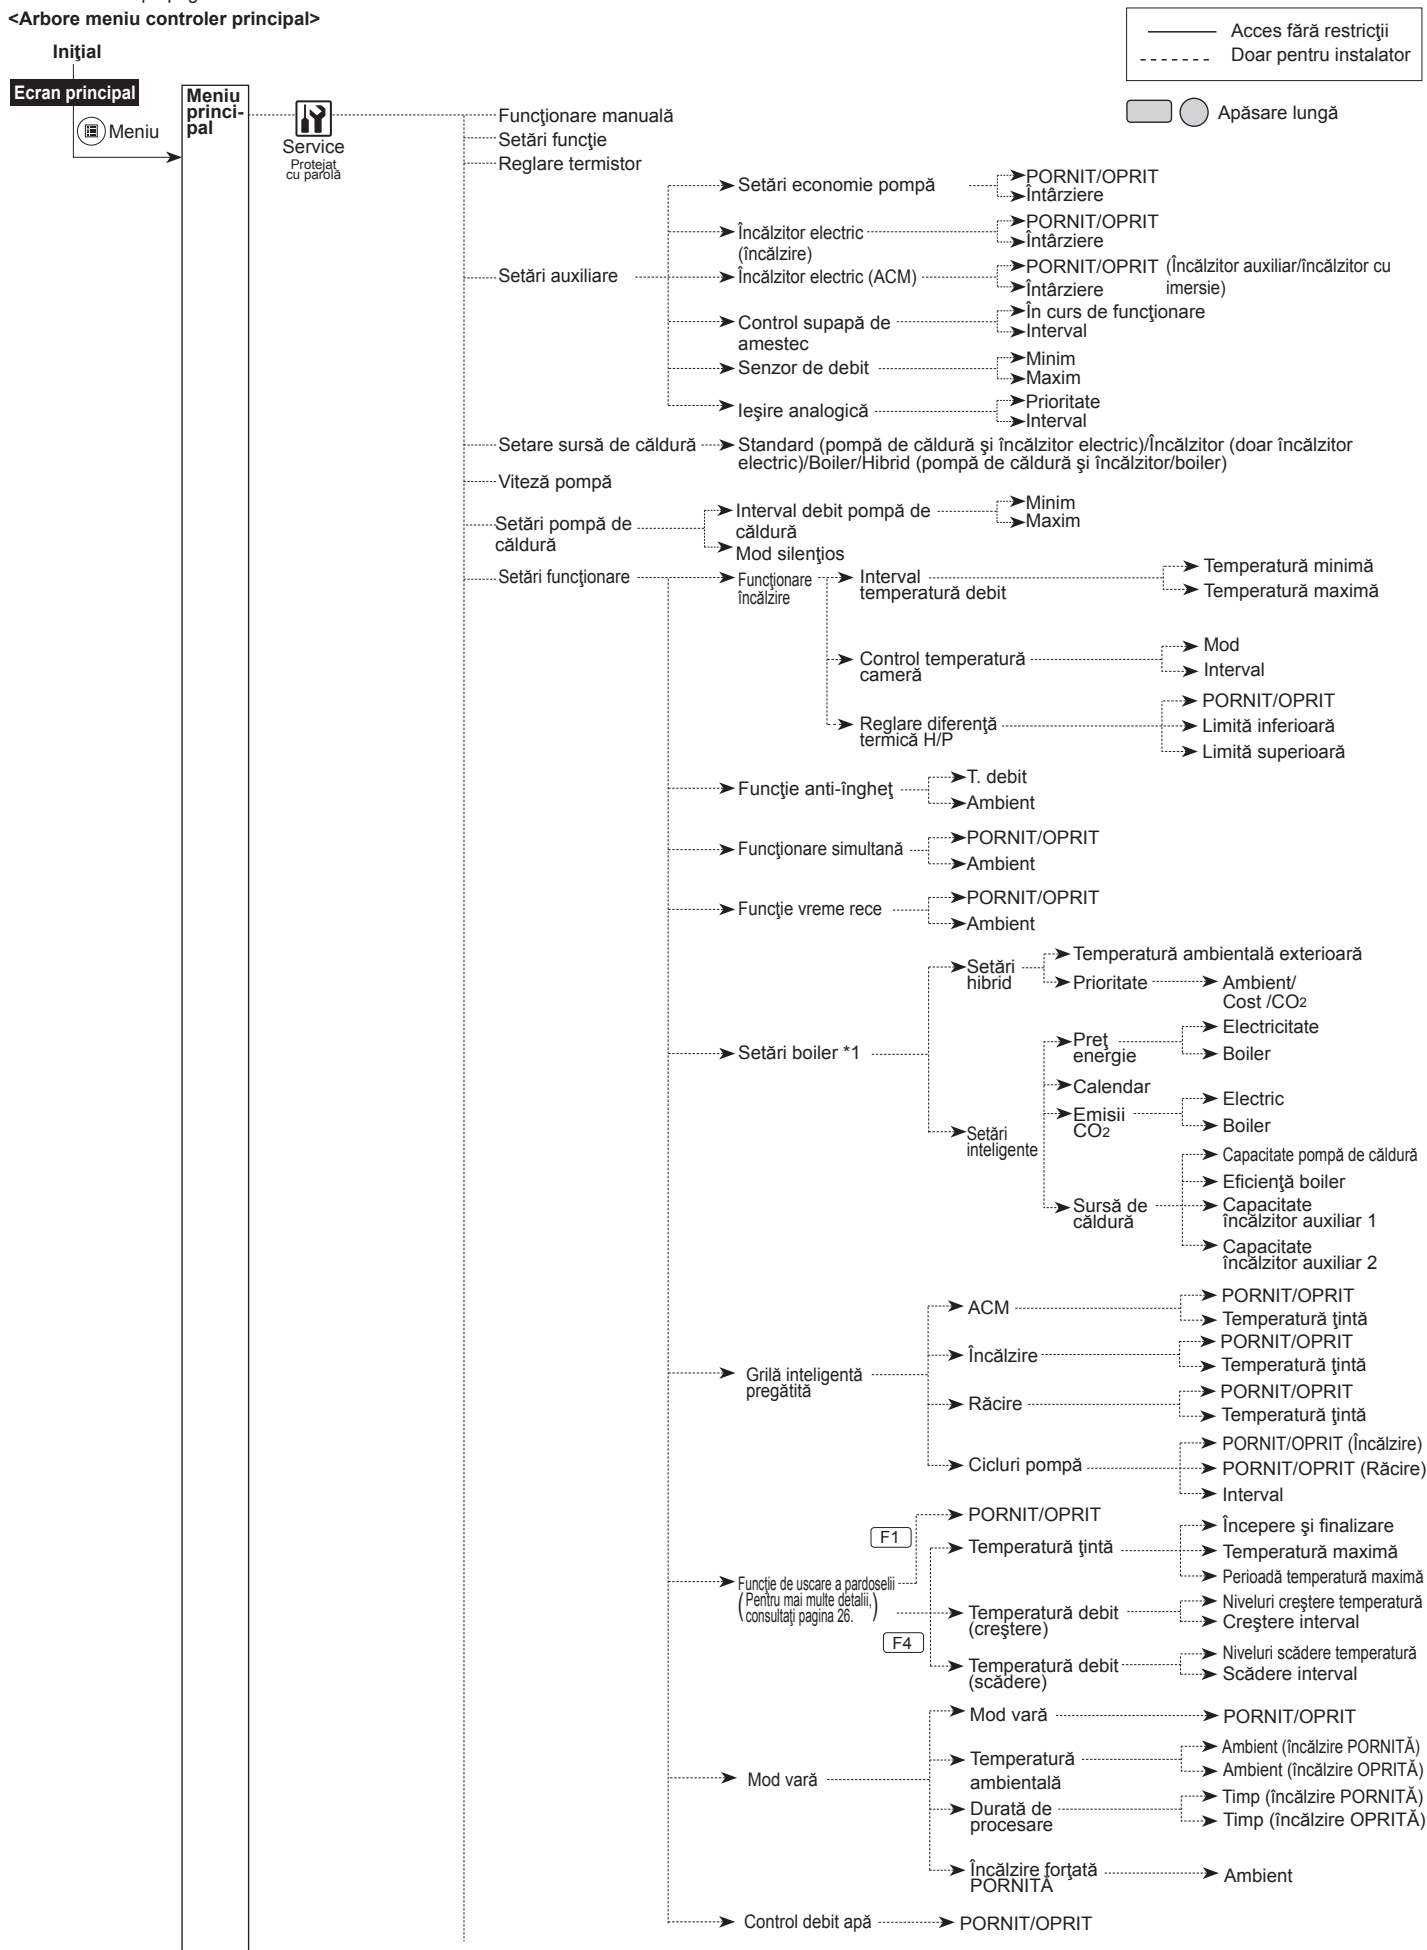 <Arbore meniu controler principal>
Iniţial
Ecran principal
Meniu
Meniu
princi-
pal
Service
Protejat
cu parolă
Acces fără restricţii
Doar pentru instalator
Apăsare lungă
Funcţionare manuală
Setări funcţie
Reglare termistor
Setări auxiliare
Setări economie pompă
PORNIT/OPRIT
Întârziere
Încălzitor electric
(încălzire)
PORNIT/OPRIT
Întârziere
Încălzitor electric (ACM)
PORNIT/OPRIT (Încălzitor auxiliar/încălzitor cu
imersie)
Întârziere
Control supapă de
amestec
În curs de funcţionare
Interval
Senzor de debit
Minim
Maxim
Ieşire analogică
Prioritate
Interval
Setare sursă de căldură
Standard (pompă de căldură şi încălzitor electric)/Încălzitor (doar încălzitor
electric)/Boiler/Hibrid (pompă de căldură şi încălzitor/boiler)
Viteză pompă
Setări pompă de
căldură
Interval debit pompă de
căldură
Minim
Maxim
Mod silenţios
Setări funcţionare
Funcţionare
încălzire
Interval
temperatură debit
Temperatură minimă
Temperatură maximă
Control temperatură
cameră
Mod
Interval
Reglare diferenţă
termică H/P
PORNIT/OPRIT
Limită inferioară
Limită superioară
Funcţie anti-îngheţ
T. debit
Ambient
Funcţionare simultană
PORNIT/OPRIT
Ambient
Funcţie vreme rece
PORNIT/OPRIT
Ambient
Setări boiler *1
Setări
hibrid
Temperatură ambientală exterioară
Prioritate
Ambient/
Cost /CO2
Setări
inteligente
Preţ
energie
Electricitate
Boiler
Calendar
Emisii
CO2
Electric
Boiler
Sursă de
căldură
Capacitate pompă de căldură
Eficienţă boiler
Capacitate
încălzitor auxiliar 1
Capacitate
încălzitor auxiliar 2
Grilă inteligentă
pregătită
ACM
PORNIT/OPRIT
Temperatură ţintă
Încălzire
PORNIT/OPRIT
Temperatură ţintă
Răcire
PORNIT/OPRIT
Temperatură ţintă
Cicluri pompă
PORNIT/OPRIT (Încălzire)
PORNIT/OPRIT (Răcire)
Interval
Funcţie de uscare a pardoselii
(Pentru mai multe detalii,
consultaţi pagina 26.)
F1
PORNIT/OPRIT
F4
Temperatură ţintă
Începere şi finalizare
Temperatură maximă
Perioadă temperatură maximă
Temperatură debit
(creştere)
Niveluri creştere temperatură
Creştere interval
Temperatură debit
(scădere)
Niveluri scădere temperatură
Scădere interval
Mod vară
Mod vară
PORNIT/OPRIT
Temperatură
ambientală
Ambient (încălzire PORNITĂ)
Ambient (încălzire OPRITĂ)
Durată de
procesare
Timp (încălzire PORNITĂ)
Timp (încălzire OPRITĂ)
Încălzire forţată
PORNITĂ
Ambient
Control debit apă
PORNIT/OPRIT